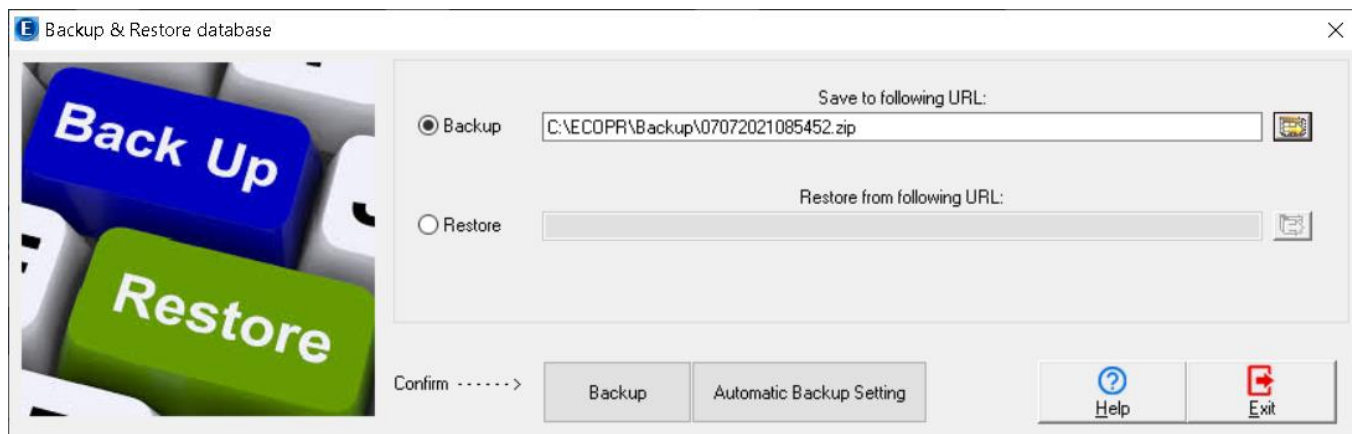 E Backup & Restore database
Back Up
Restore
Save to following URL:
Backup C:\ECOPR\Backup\07072021085452.zip
Restore from following URL:
Restore
Confirm ------> Backup Automatic Backup Setting ? Help Exit